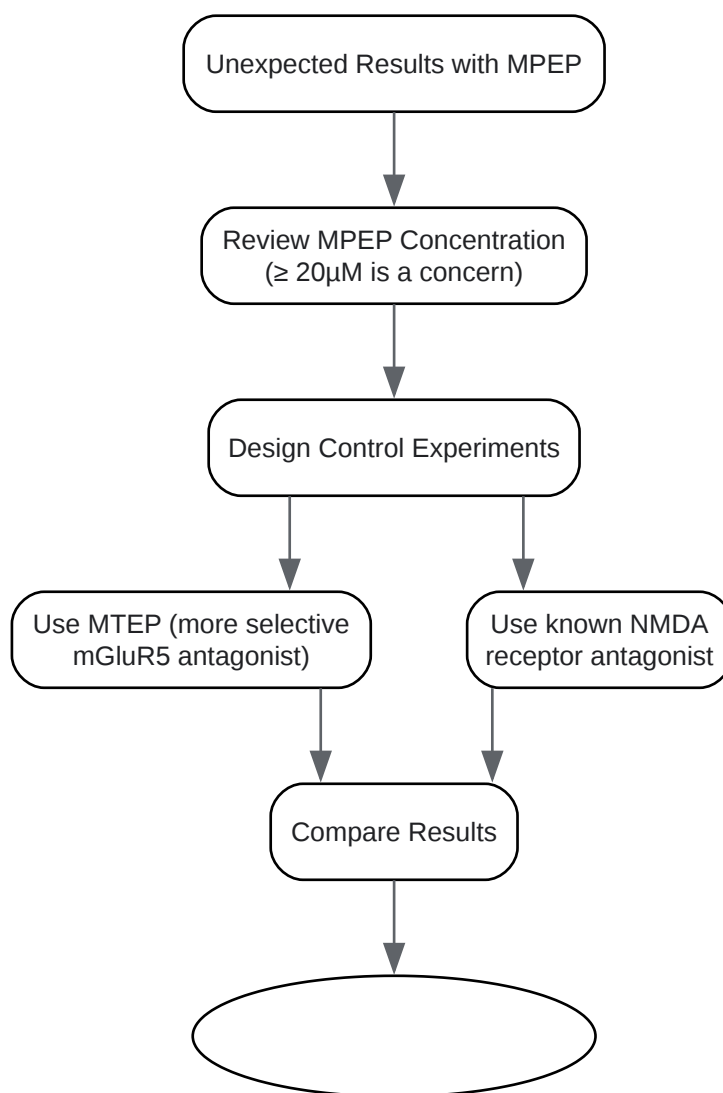 Unexpected Results with MPEP
Review MPEP Concentration
(≥ 20µM is a concern)
Design Control Experiments
Use MTEP (more selective
mGluR5 antagonist)
Use known NMDA
receptor antagonist
Compare Results